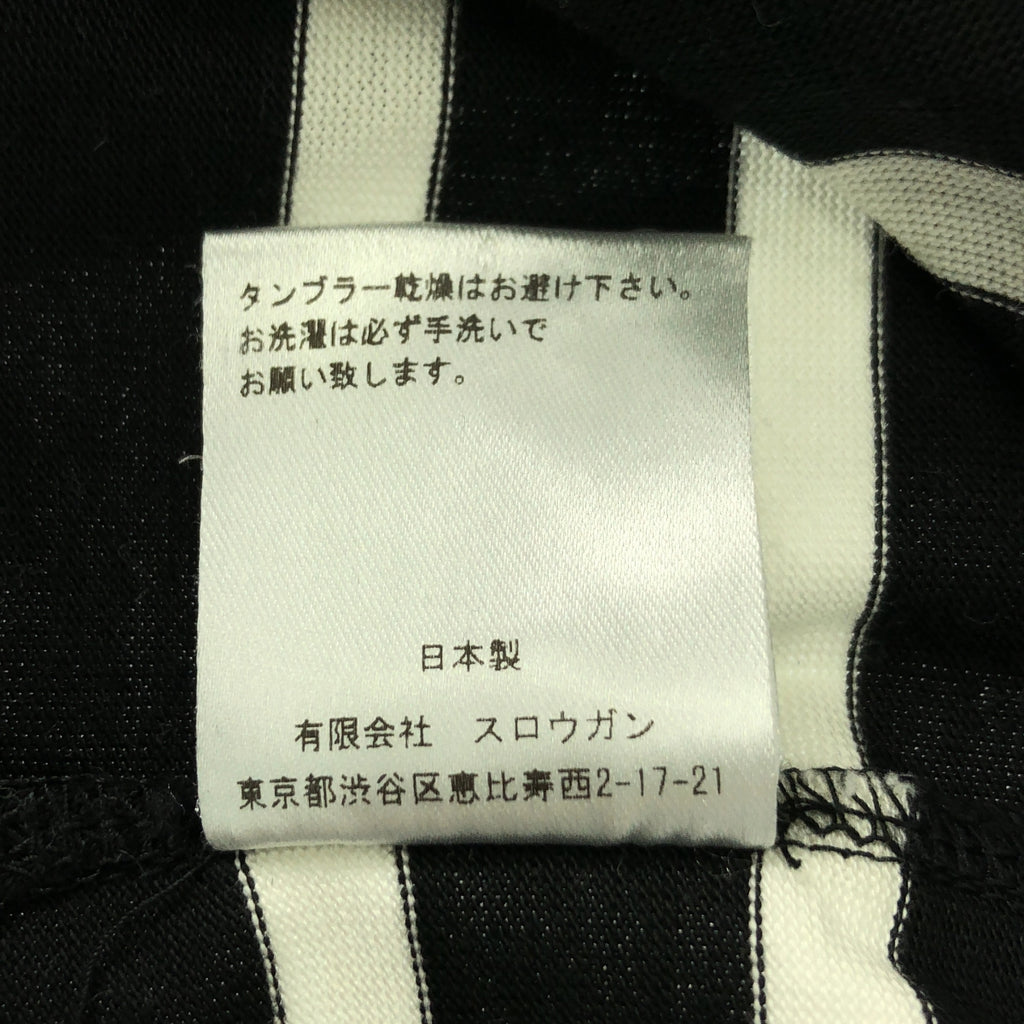 タンブラー乾燥はお避け下さい。
お洗濯は必ず手洗いで
お願い致します。
日本製
有限会社　スロウガン
東京都渋谷区恵比寿西2-17-21